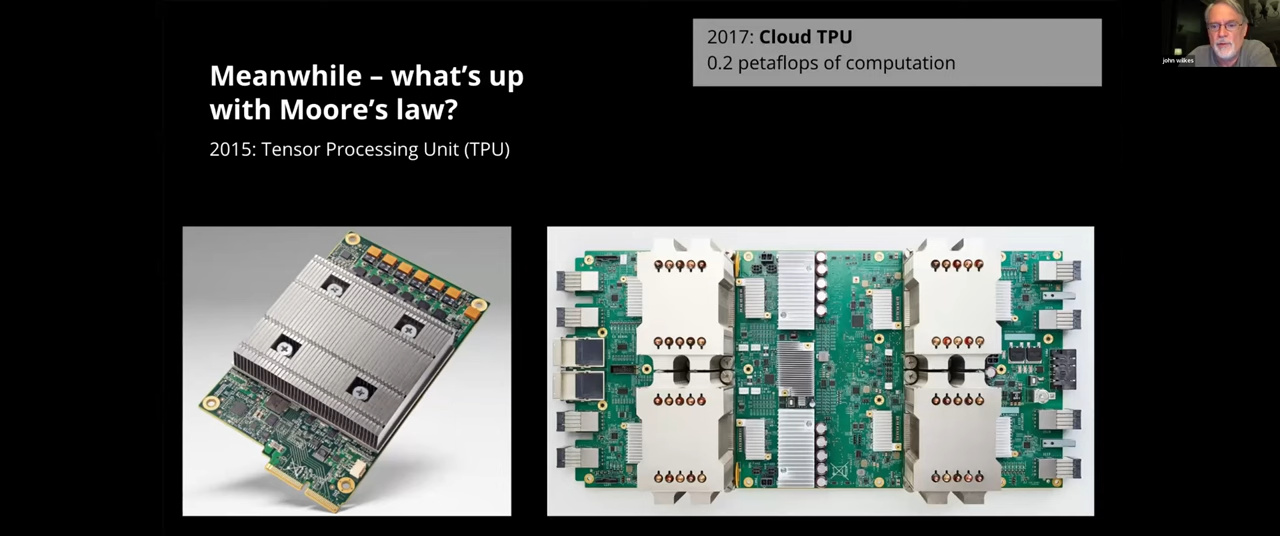 Meanwhile – what's up
with Moore's law?
2015: Tensor Processing Unit (TPU)
2017: Cloud TPU
0.2 petaflops of computation
john wilkes